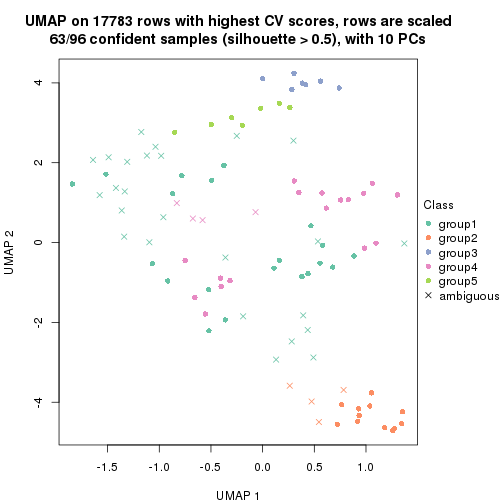 UMAP on 17783 rows with highest CV scores, rows are scaled
63/96 confident samples (silhouette > 0.5), with 10 PCs
4
2
0
-2
-4
UMAP 2
-1.5 -1.0 -0.5 0.0 0.5 1.0
UMAP 1
Class
group1
group2
group3
group4
group5
ambiguous